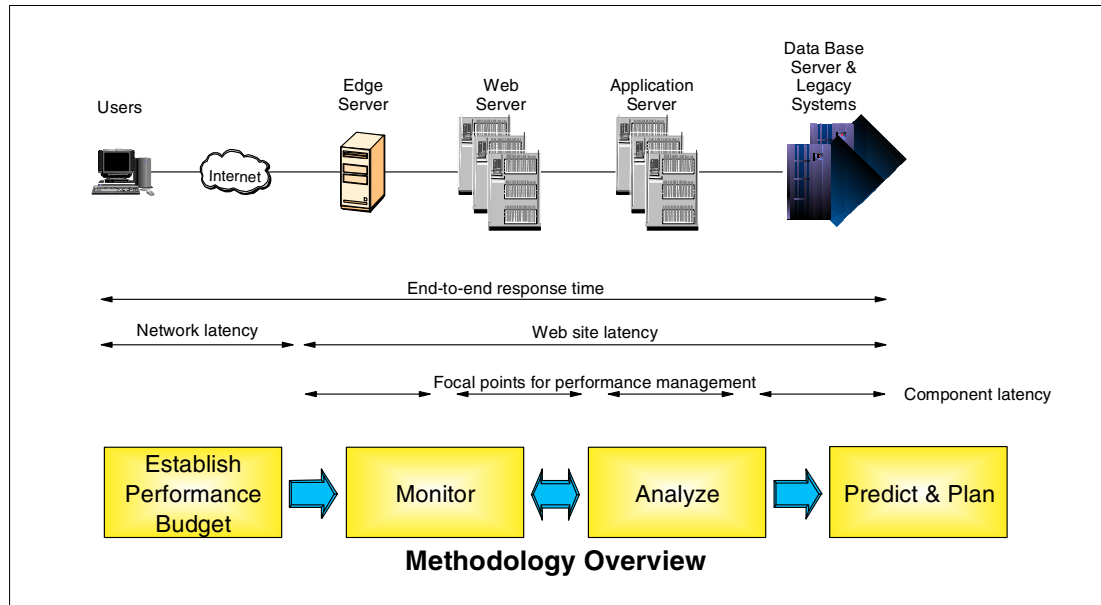 Users
Edge
Server
Web
Server
Application
Server
Data Base
Server &
Legacy
Systems
Internet
End-to-end response time
Network latency
Web site latency
Focal points for performance management
Component latency
Establish
Performance
Budget
Monitor
Analyze
Predict & Plan
Methodology Overview